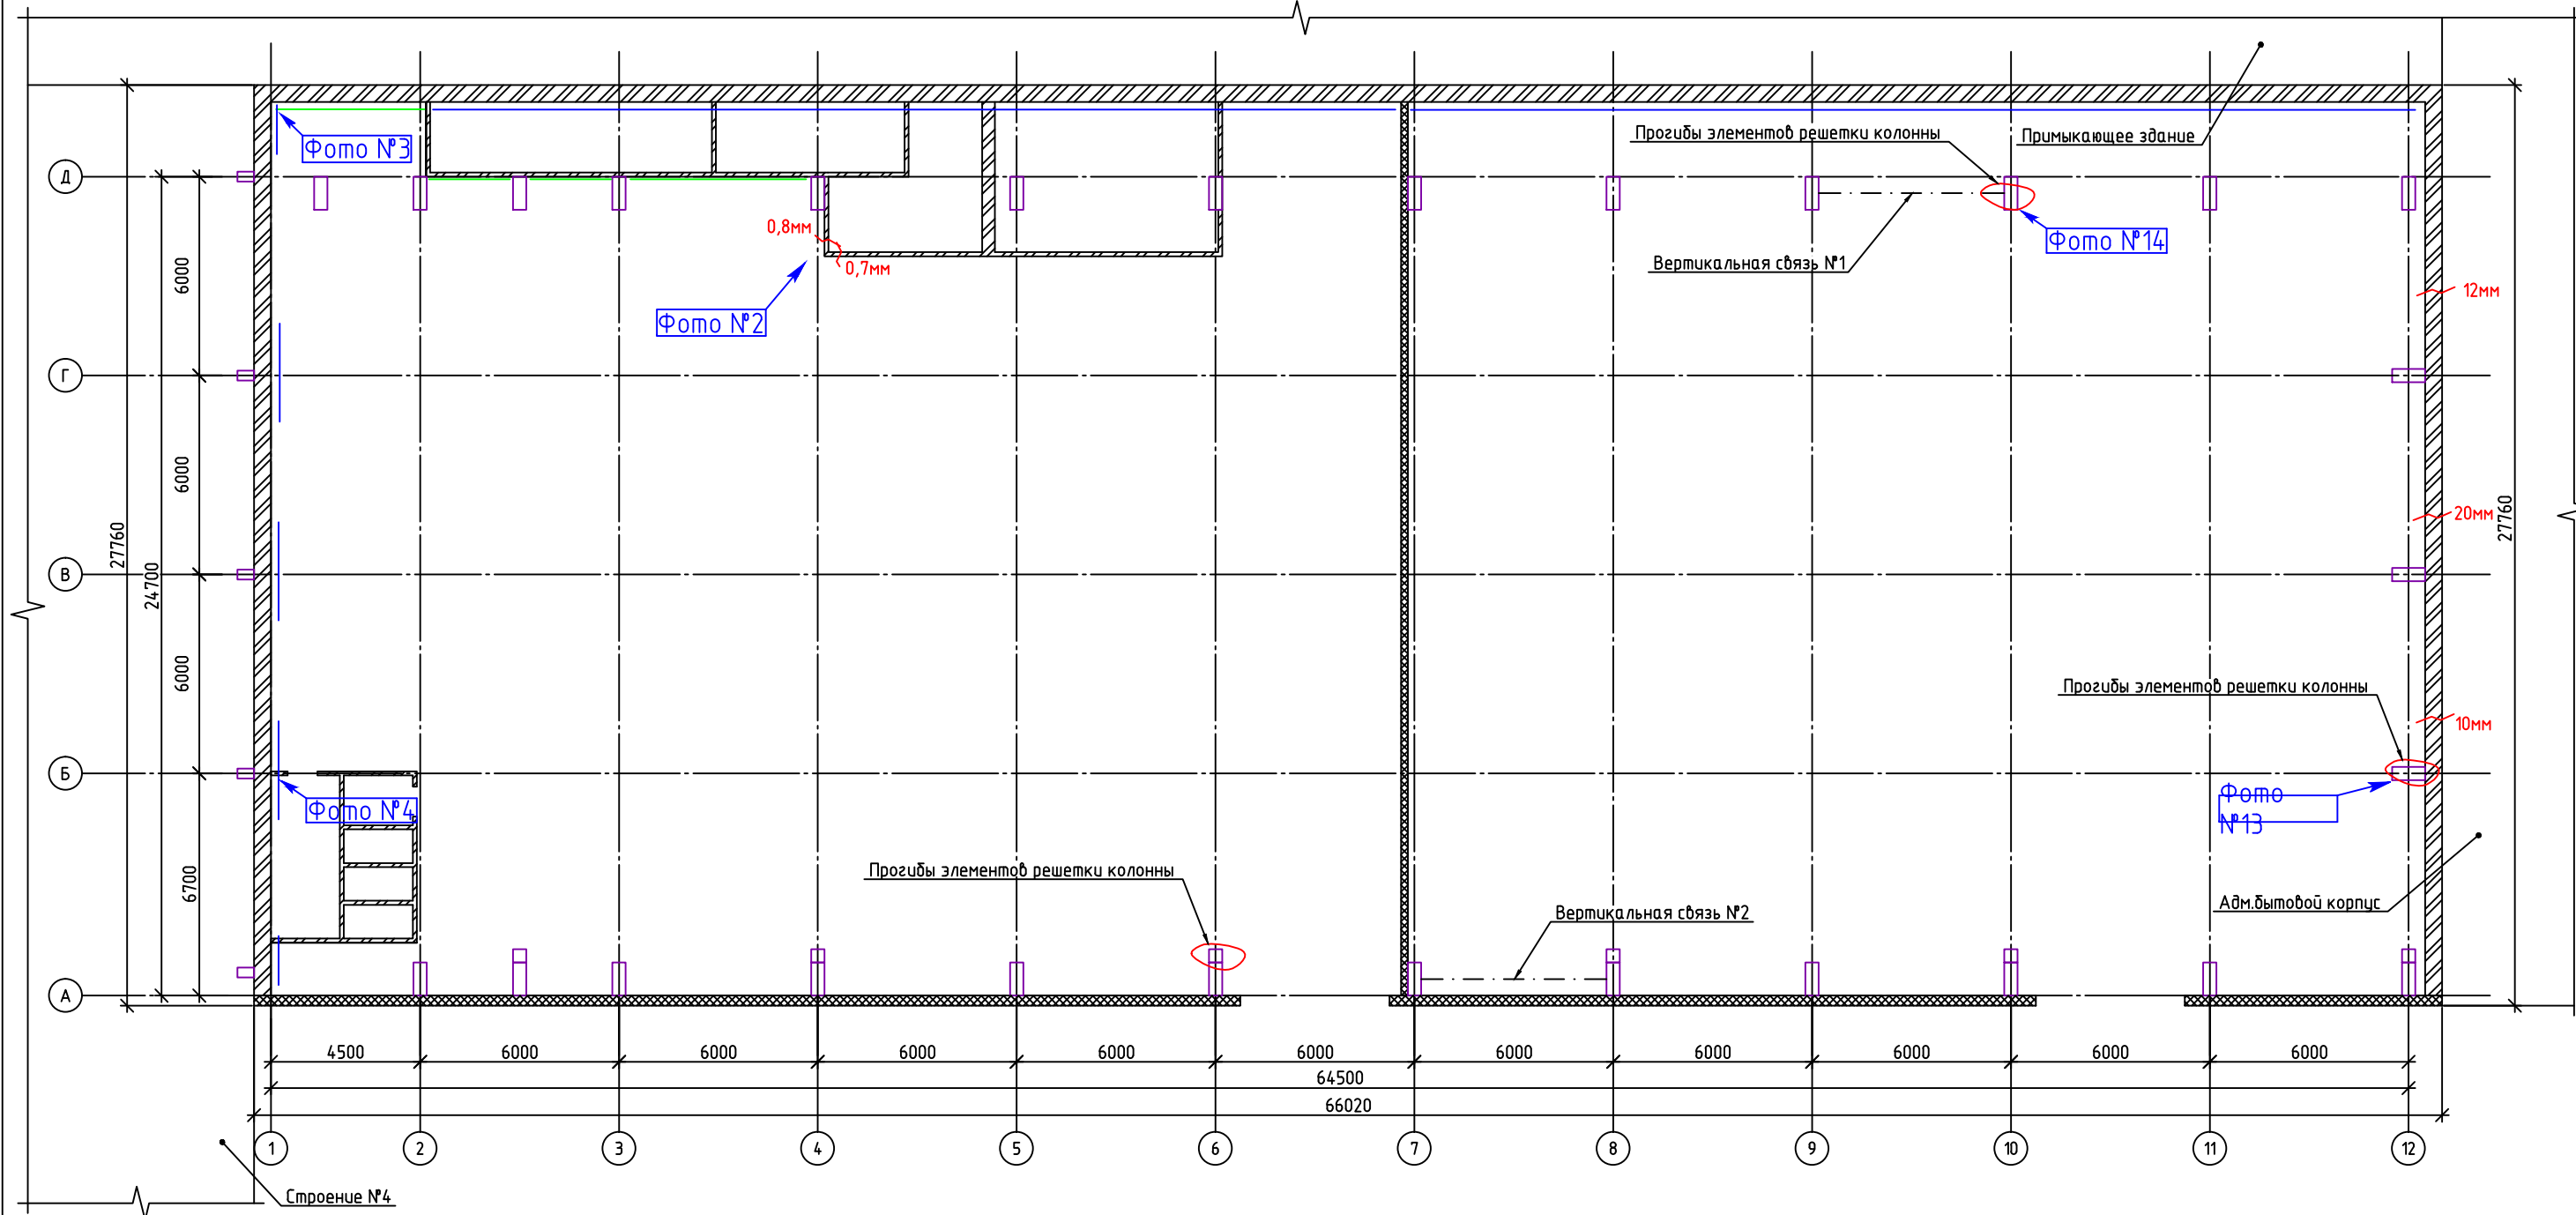 Прогибы элементов решетки колонны
Примыкающее здание
Фото №3
Д
0,8мм
0,7мм
Фото №14
Вертикальная связь №1
6000
12мм
Фото №2
Г
6000
20мм
27760
27760
24700
В
6000
Прогибы элементов решетки колонны
10мм
Б
Фото №4
Фото
№13
6700
Прогибы элементов решетки колонны
Вертикальная связь №2
Адм.бытовой корпус
А
4500
6000
6000
6000
6000
6000
6000
6000
6000
6000
6000
64500
66020
1
2
3
4
5
6
7
8
9
10
11
12
Строение №4